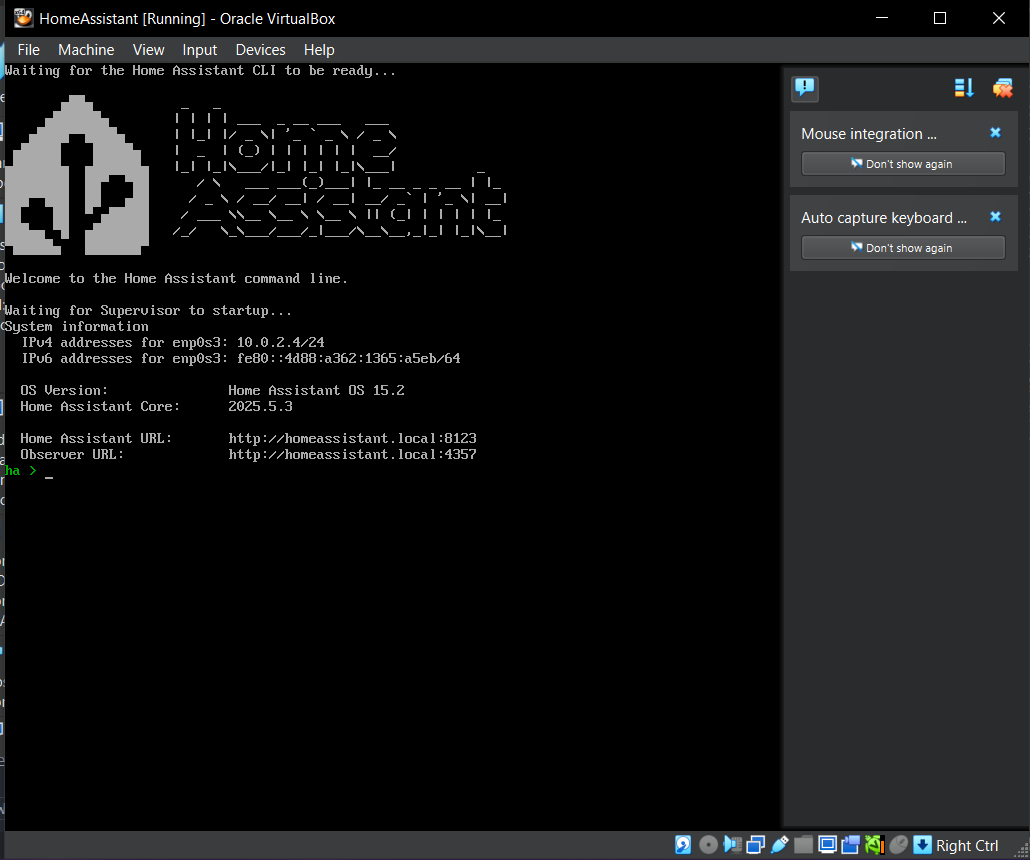 HomeAssistant [Running] - Oracle VirtualBox
File Machine View Input Devices Help
Waiting for the Home Assistant CLI to be ready...
Home
Assistant
Welcome to the Home Assistant command line.
Waiting for Supervisor to startup...
System information
IPv4 addresses for enp0s3: 10.0.2.4/24
IPv6 addresses for enp0s3: fe80::4d88:a362:1365:a5eb/64
OS Version: Home Assistant OS 15.2
Home Assistant Core: 2025.5.3
Home Assistant URL: http://homeassistant.local:8123
Observer URL: http://homeassistant.local:4357
ha > _
Mouse integration ...
Don't show again
Auto capture keyboard ...
Don't show again
Right Ctrl